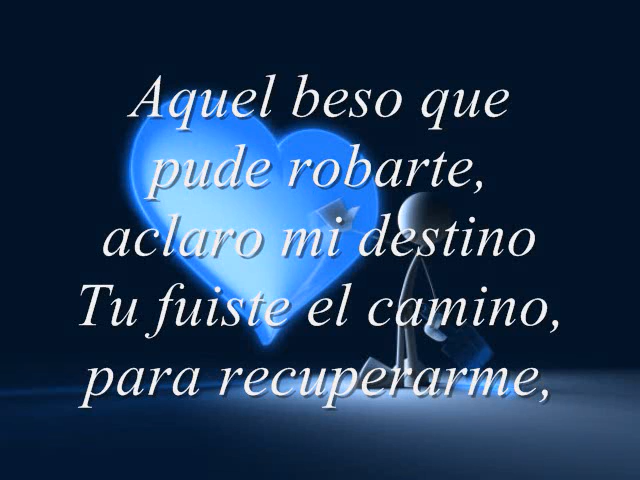 Aquel beso que
pude robarte,
aclaro mi destino
Tu fuiste el camino,
para recuperarme,